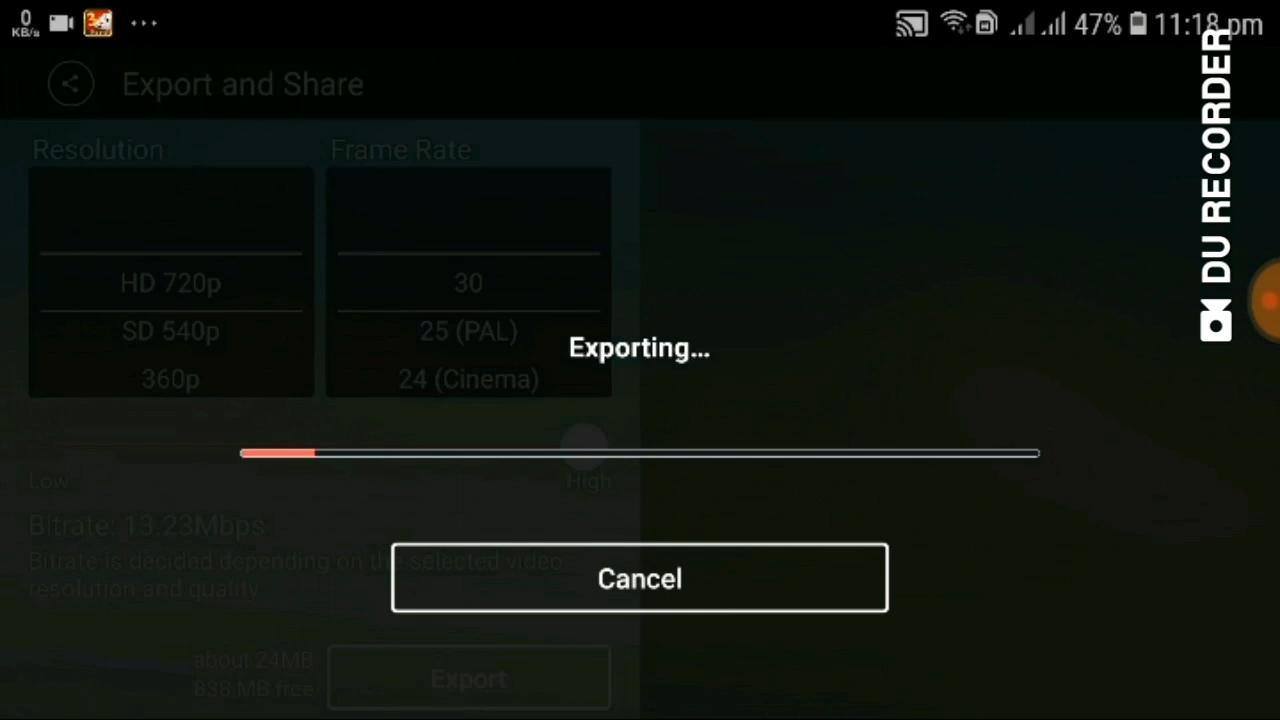 0
KB/s
47%
11:18 pm
Export and Share
DU RECORDER
Resolution
Frame Rate
HD 720p
30
SD 540p
25 (PAL)
360p
24 (Cinema)
Exporting...
Low
High
Bitrate: 13.23Mbps
Bitrate is decided depending on the selected video
resolution and quality
Cancel
about 24MB
838 MB free
Export